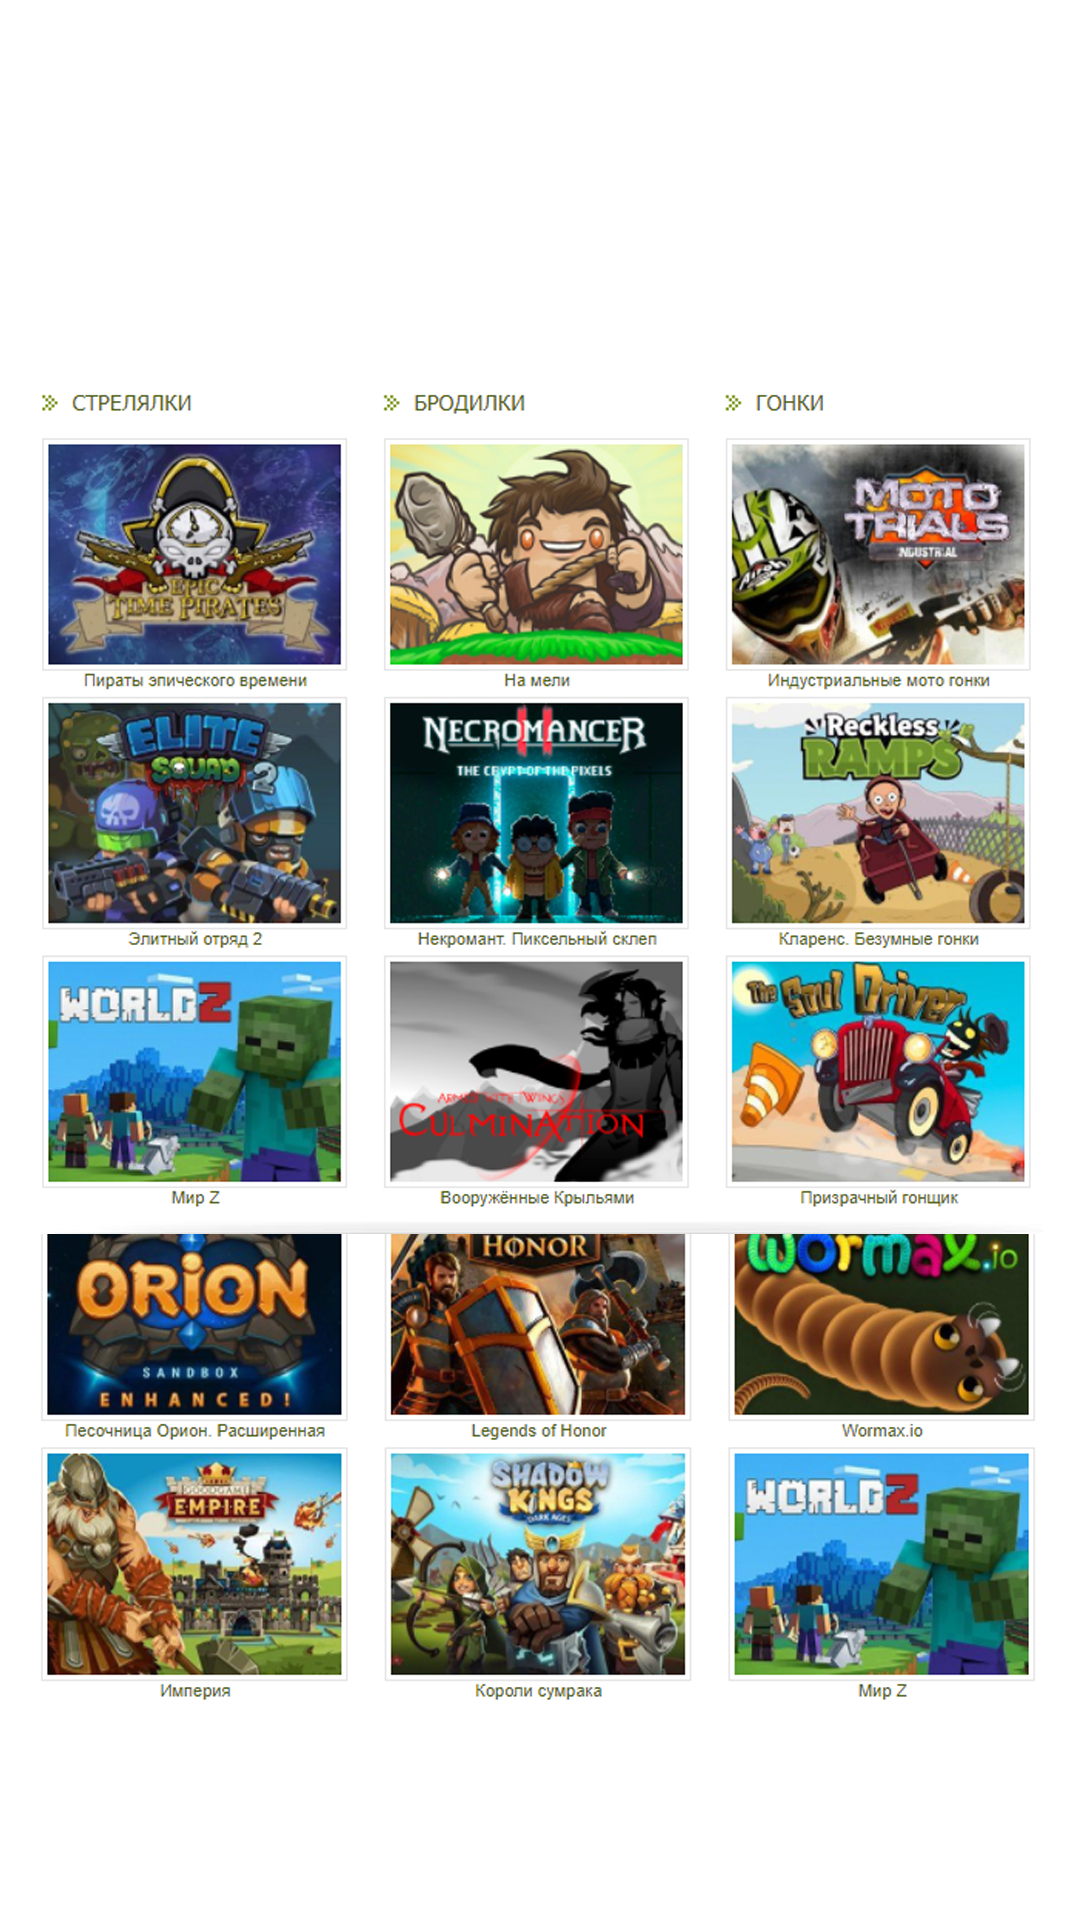 СТРЕЛЯЛКИ
БРОДИЛКИ
ГОНКИ
EPIC
TIME PIRATES
MOTO
TRIALS
INDUSTRIAL
Пираты эпического времени
На мели
Индустриальные мото гонки
ELITE
SQUAD 2
NECROMANCER
II
THE CRYPT OF THE PIXELS
Reckless
RAMPS
Элитный отряд 2
Некромант. Пиксельный склеп
Кларенс. Безумные гонки
WORLDZ
ARMED WITH WINGS
CULMINATION
The Soul Driver
Мир Z
Вооружённые Крыльями
Призрачный гонщик
ORION
SANDBOX
ENHANCED!
HONOR
wormax.io
Песочница Орион. Расширенная
Legends of Honor
Wormax.io
GOODGAME
EMPIRE
SHADOW
KINGS
DARK AGES
WORLDZ
Империя
Короли сумрака
Мир Z